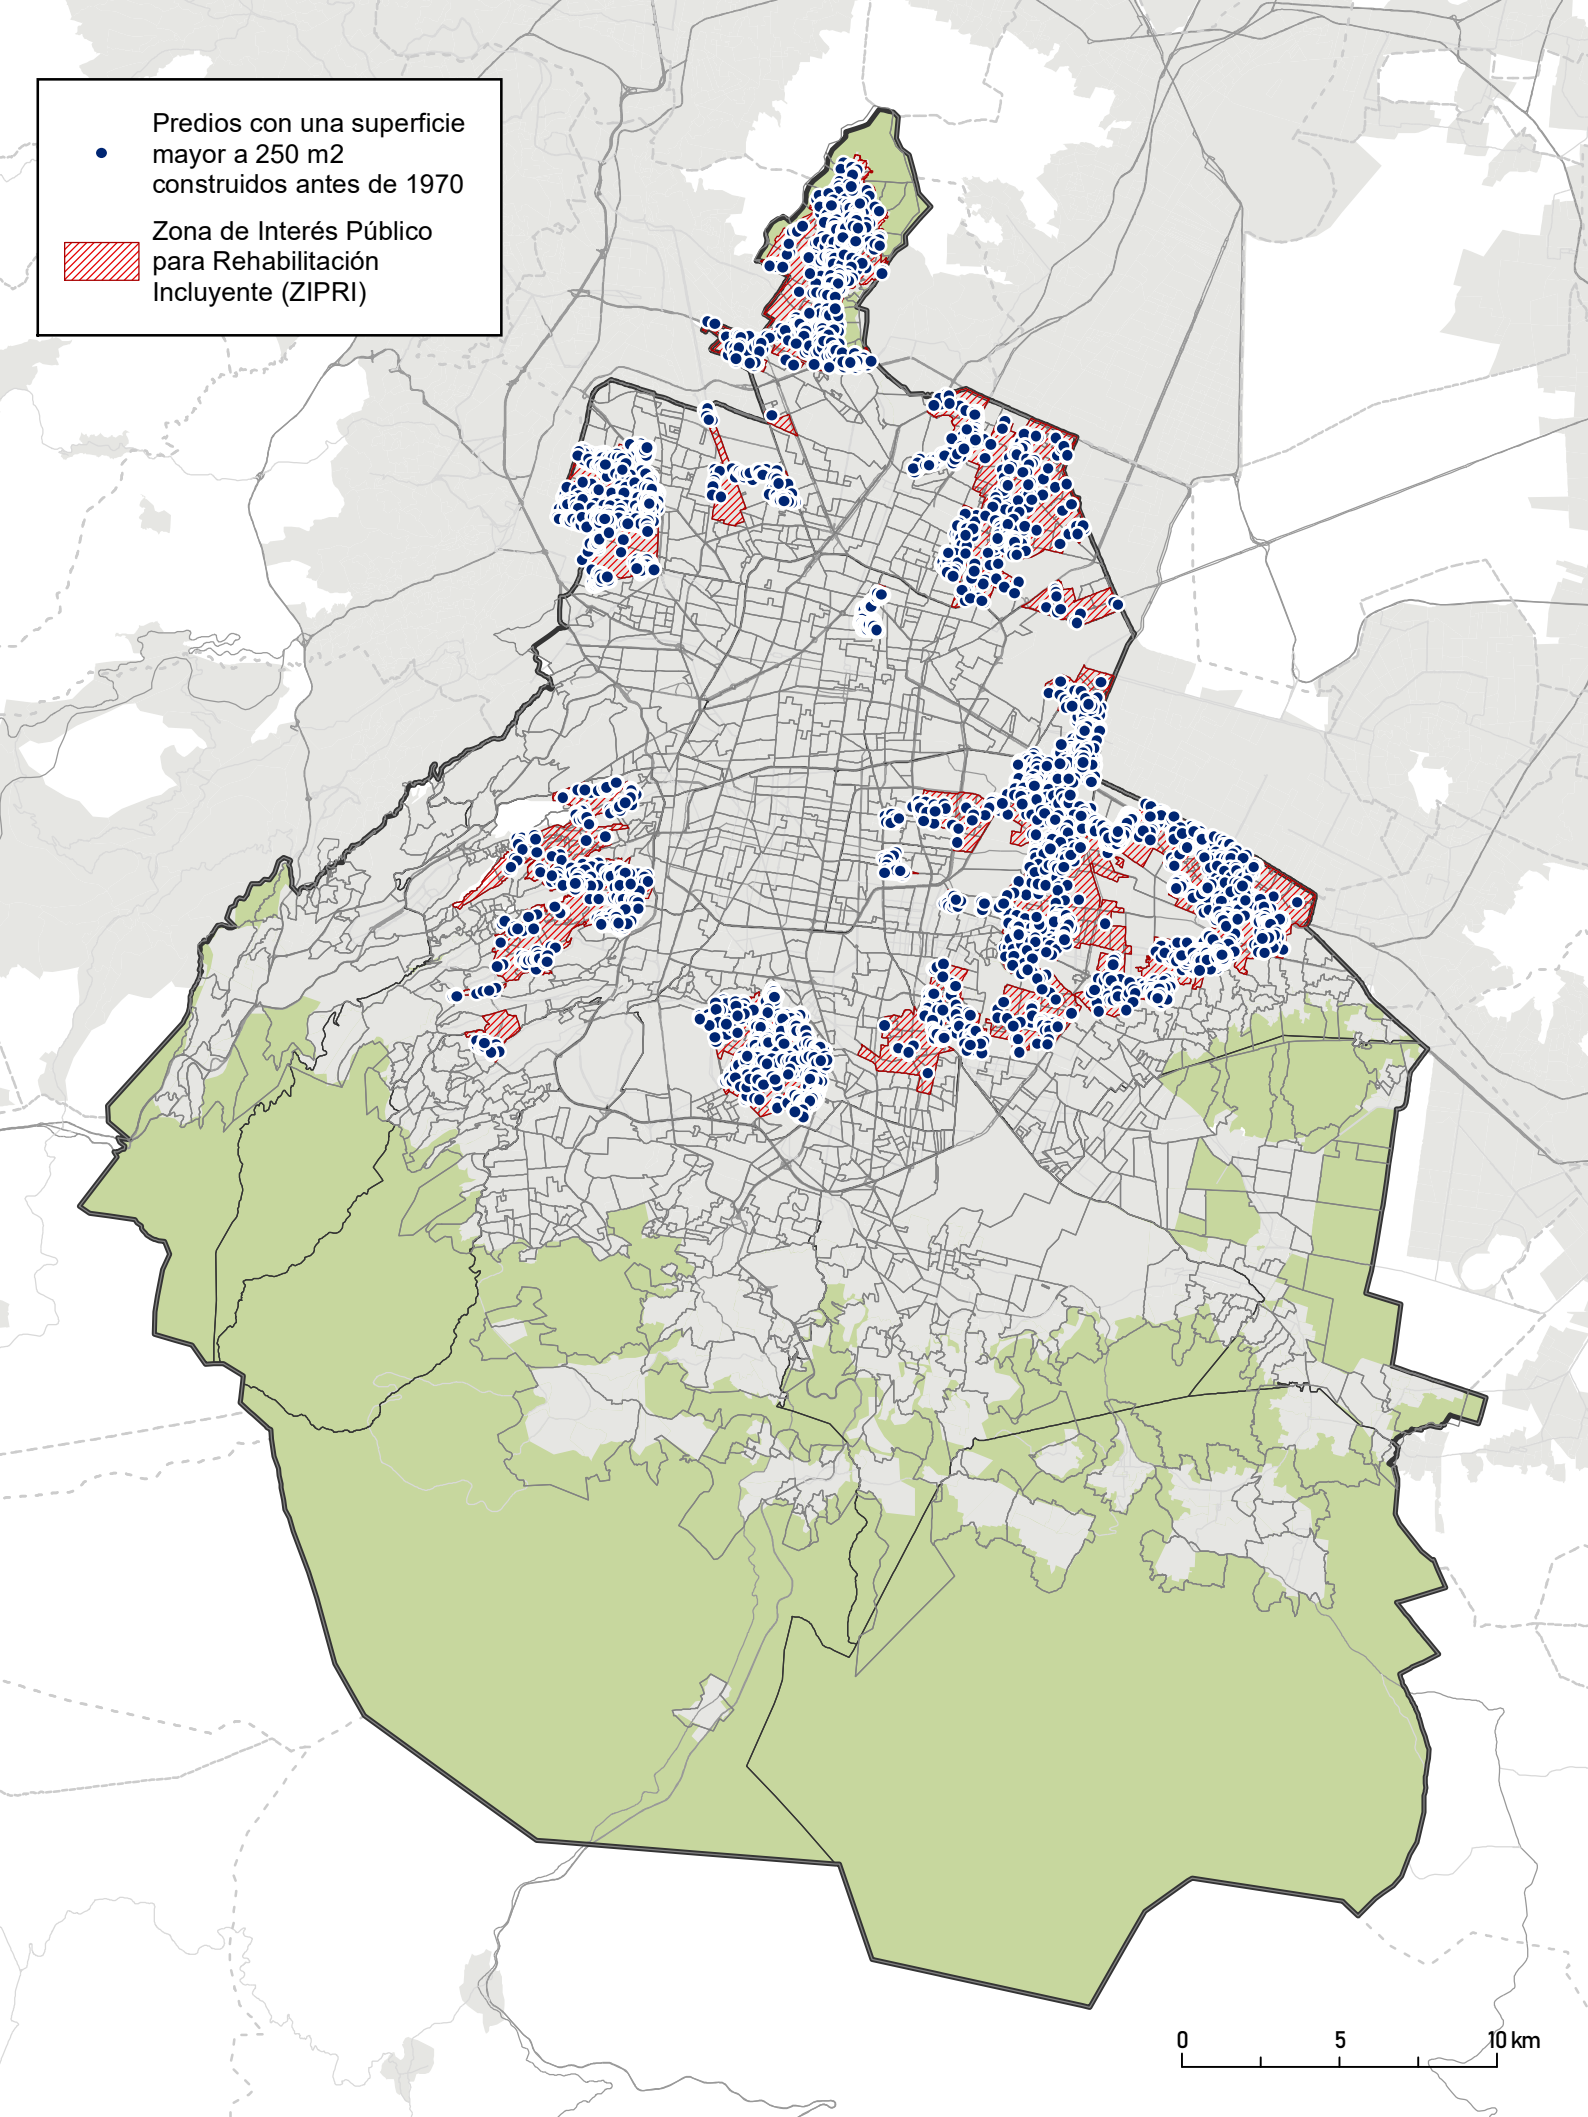 Predios con una superficie
mayor a 250 m2
construidos antes de 1970
Zona de Interés Público
para Rehabilitación
Incluyente (ZIPRI)
0 5 10 km